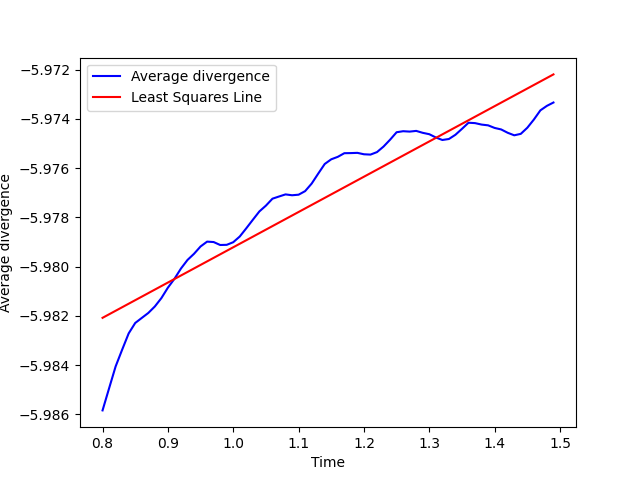 Average divergence
Least Squares Line
−5.972
−5.974
−5.976
−5.978
−5.980
−5.982
−5.984
−5.986
Average divergence
0.8 0.9 1.0 1.1 1.2 1.3 1.4 1.5
Time